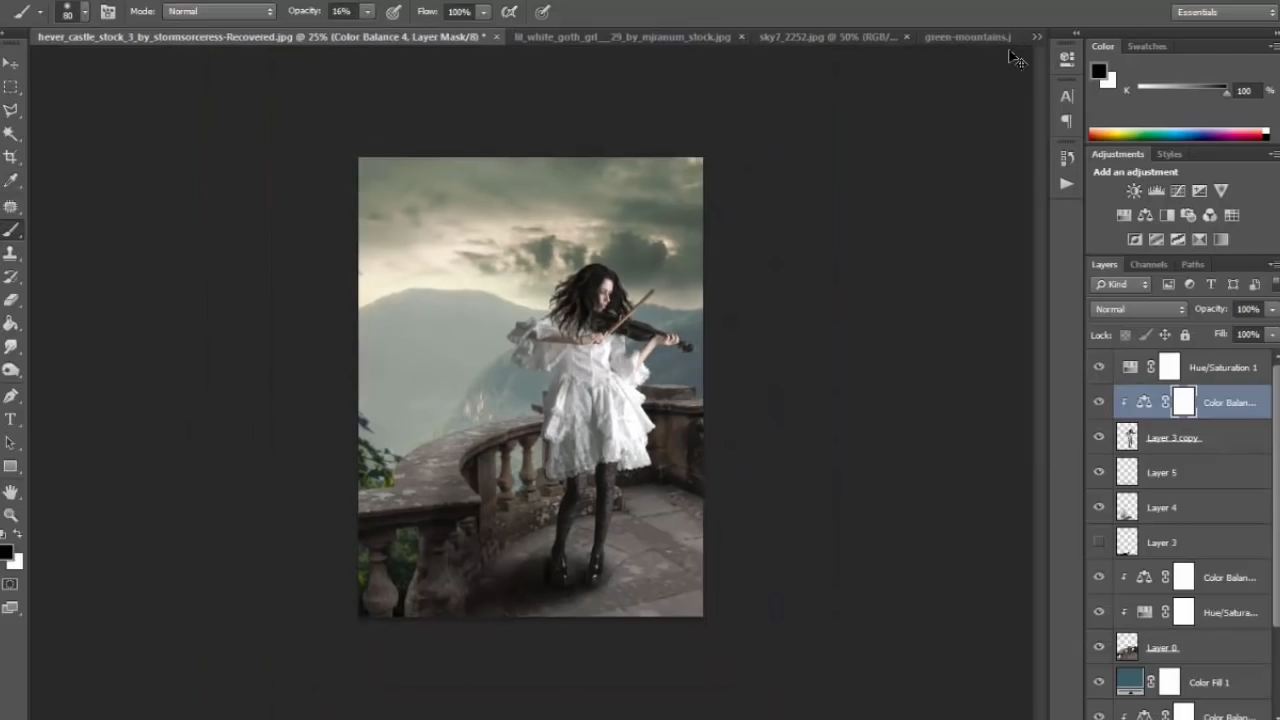 80 Mode: Normal Opacity: 16% Flow: 100% Essentials
hever_castle_stock_3_by_stormsorceress-Recovered.jpg @ 25% (Color Balance 4, Layer Mask/8) * × lil_white_goth_grl__29_by_mjranum_stock.jpg × sky7_2252.jpg @ 50% (RGB/... × green-mountains.j
Color Swatches
K 100 %
Adjustments Styles
Add an adjustment
Layers Channels Paths
Kind
Normal Opacity: 100%
Lock: Fill: 100%
Hue/Saturation 1
Color Balan...
Layer 3 copy
Layer 5
Layer 4
Layer 3
Color Balan...
Hue/Satura...
Layer 0
Color Fill 1
Color Balan...